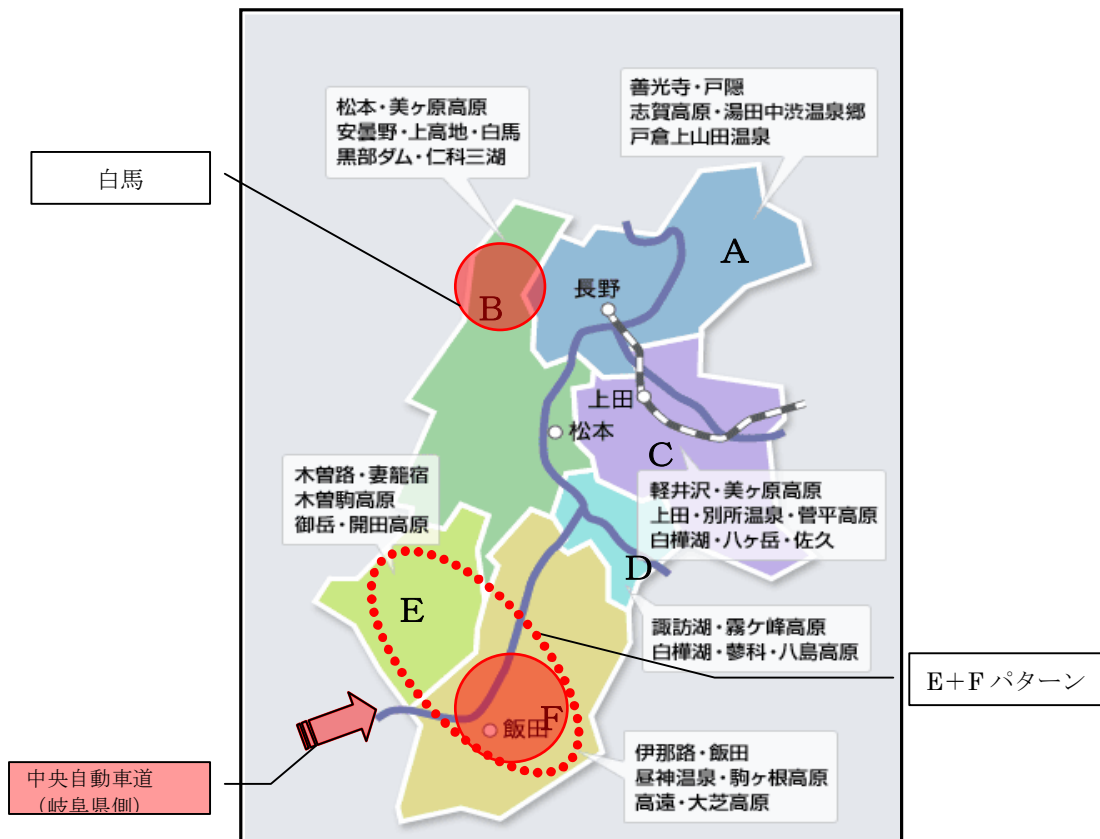 善光寺・戸隠
志賀高原・湯田中渋温泉郷
戸倉上山田温泉
松本・美ヶ原高原
安曇野・上高地・白馬
黒部ダム・仁科三湖
白馬
A
B
長野
上田
松本
C
木曽路・妻籠宿
木曽駒高原
御岳・開田高原
軽井沢・美ヶ原高原
上田・別所温泉・菅平高原
白樺湖・八ヶ岳・佐久
D
E
諏訪湖・霧ケ峰高原
白樺湖・蓼科・八島高原
E+F パターン
飯田
F
伊那路・飯田
昼神温泉・駒ヶ根高原
高遠・大芝高原
中央自動車道
（岐阜県側）